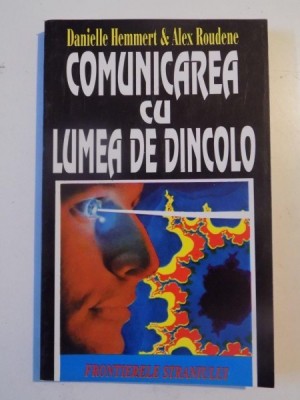 Danielle Hemmert & Alex Roudene
COMUNICAREA
CU
LUMEA DE DINCOLO
FRONTIERELE STRANIULUI